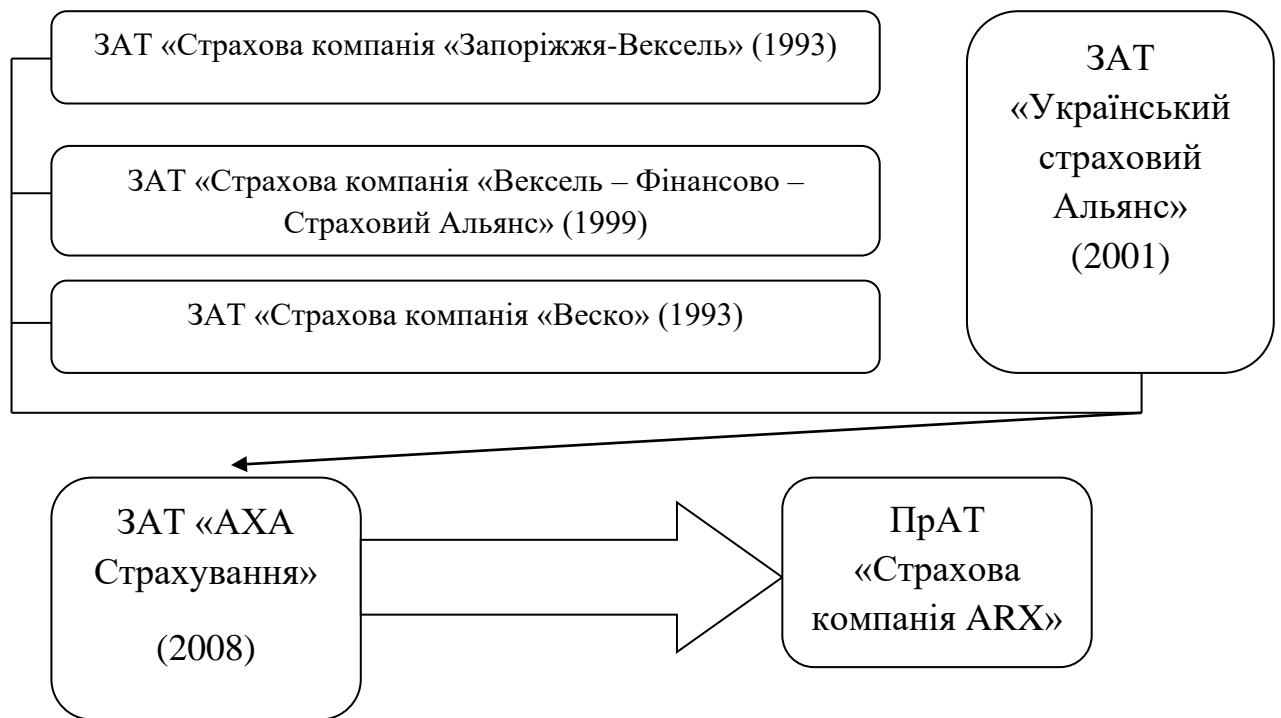 ЗАТ «Страхова компанія «Запоріжжя-Вексель» (1993)
ЗАТ «Страхова компанія «Вексель – Фінансово –
Страховий Альянс» (1999)
ЗАТ «Страхова компанія «Веско» (1993)
ЗАТ
«Український
страховий
Альянс»
(2001)
ЗАТ «АХА
Страхування»
(2008)
ПрАТ
«Страхова
компанія ARX»